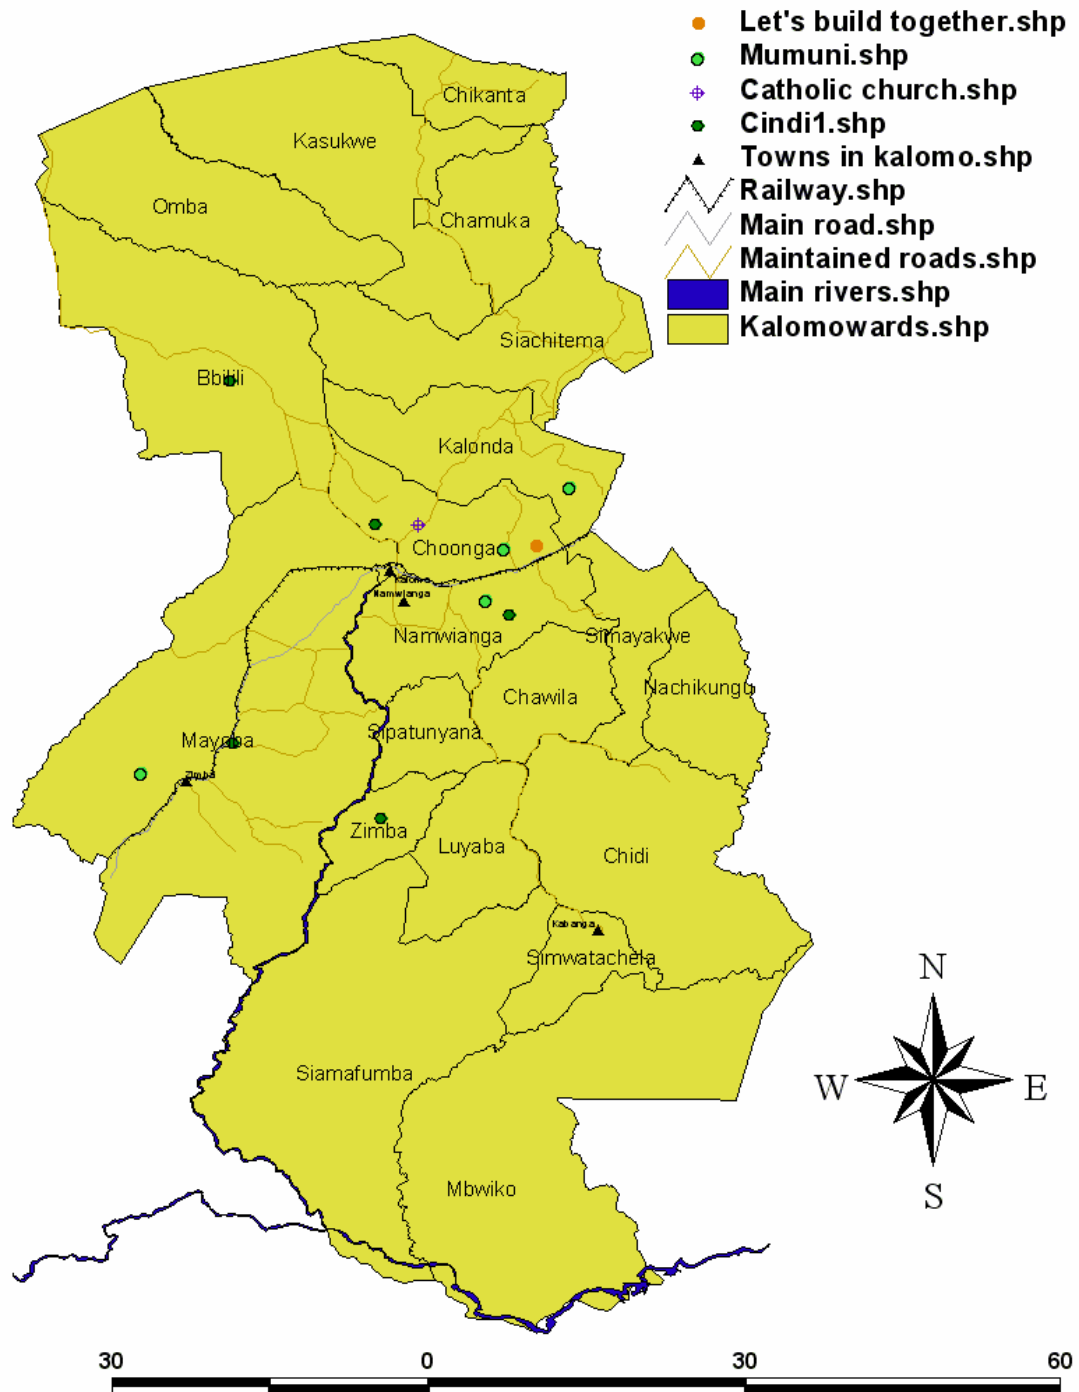 Let's build together.shp
Mumuni.shp
Catholic church.shp
Cindi1.shp
Towns in kalomo.shp
Railway.shp
Main road.shp
Maintained roads.shp
Main rivers.shp
Kalomowards.shp
Chikanta
Kasukwe
Omba
Chamuka
Siachitema
Bbilili
Kalonda
Choonga
Kalomo
Namwianga
Namwianga
Simayakwe
Nachikungu
Chawila
Sipatunyana
Mayoba
Zimba
Zimba
Luyaba
Chidi
Kabanga
Simwatachela
Siamafumba
Mbwiko
N
W
E
S
30
0
30
60